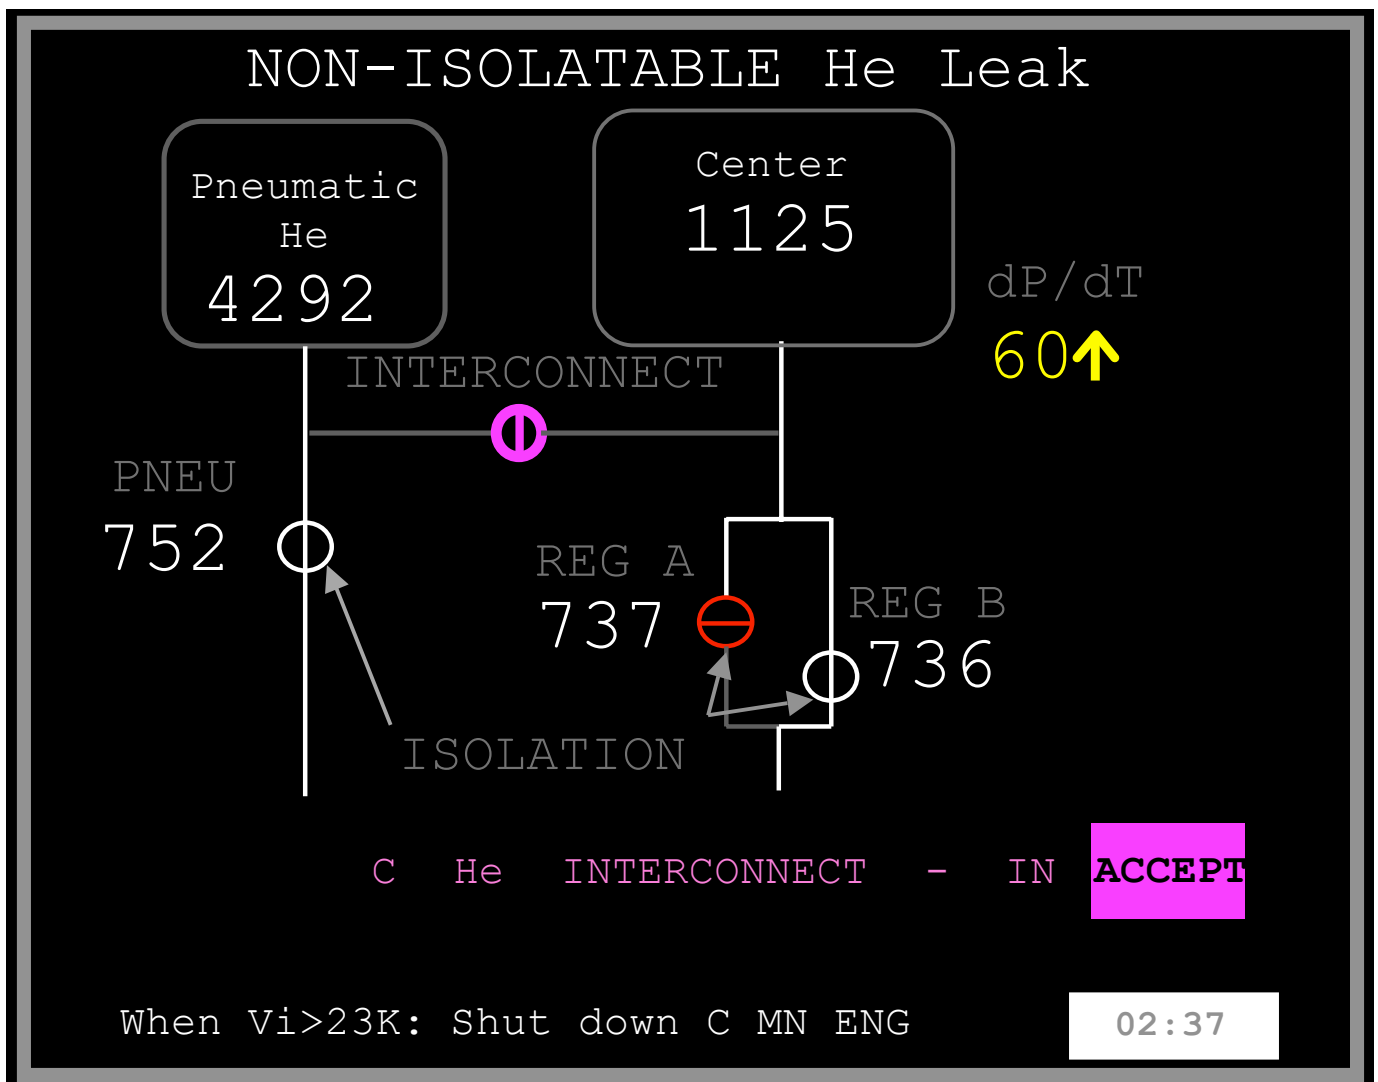 NON-ISOLATABLE He Leak
Pneumatic
He
4292
Center
1125
dP/dT
60↑
INTERCONNECT
PNEU
752
REG A
737
REG B
736
ISOLATION
C He INTERCONNECT - IN ACCEPT
When Vi>23K: Shut down C MN ENG
02:37